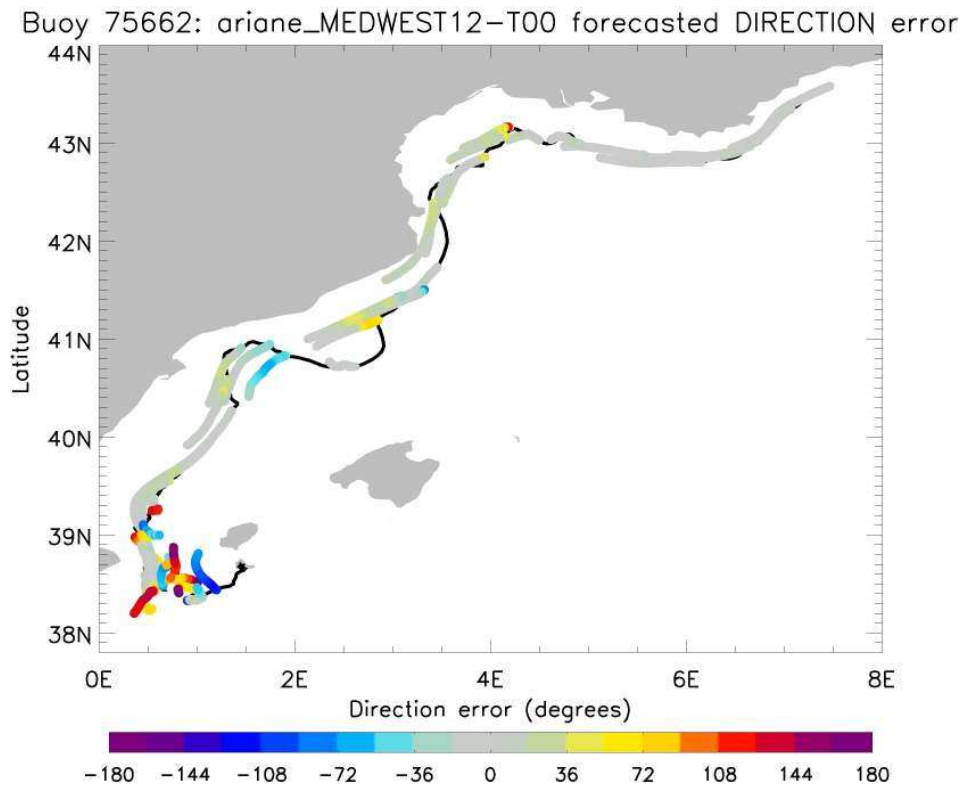 Buoy 75662: ariane_MEDWEST12-T00 forecasted DIRECTION error
44N
43N
42N
41N
40N
39N
38N
Latitude
0E 2E 4E 6E 8E
Direction error (degrees)
-180 -144 -108 -72 -36 0 36 72 108 144 180